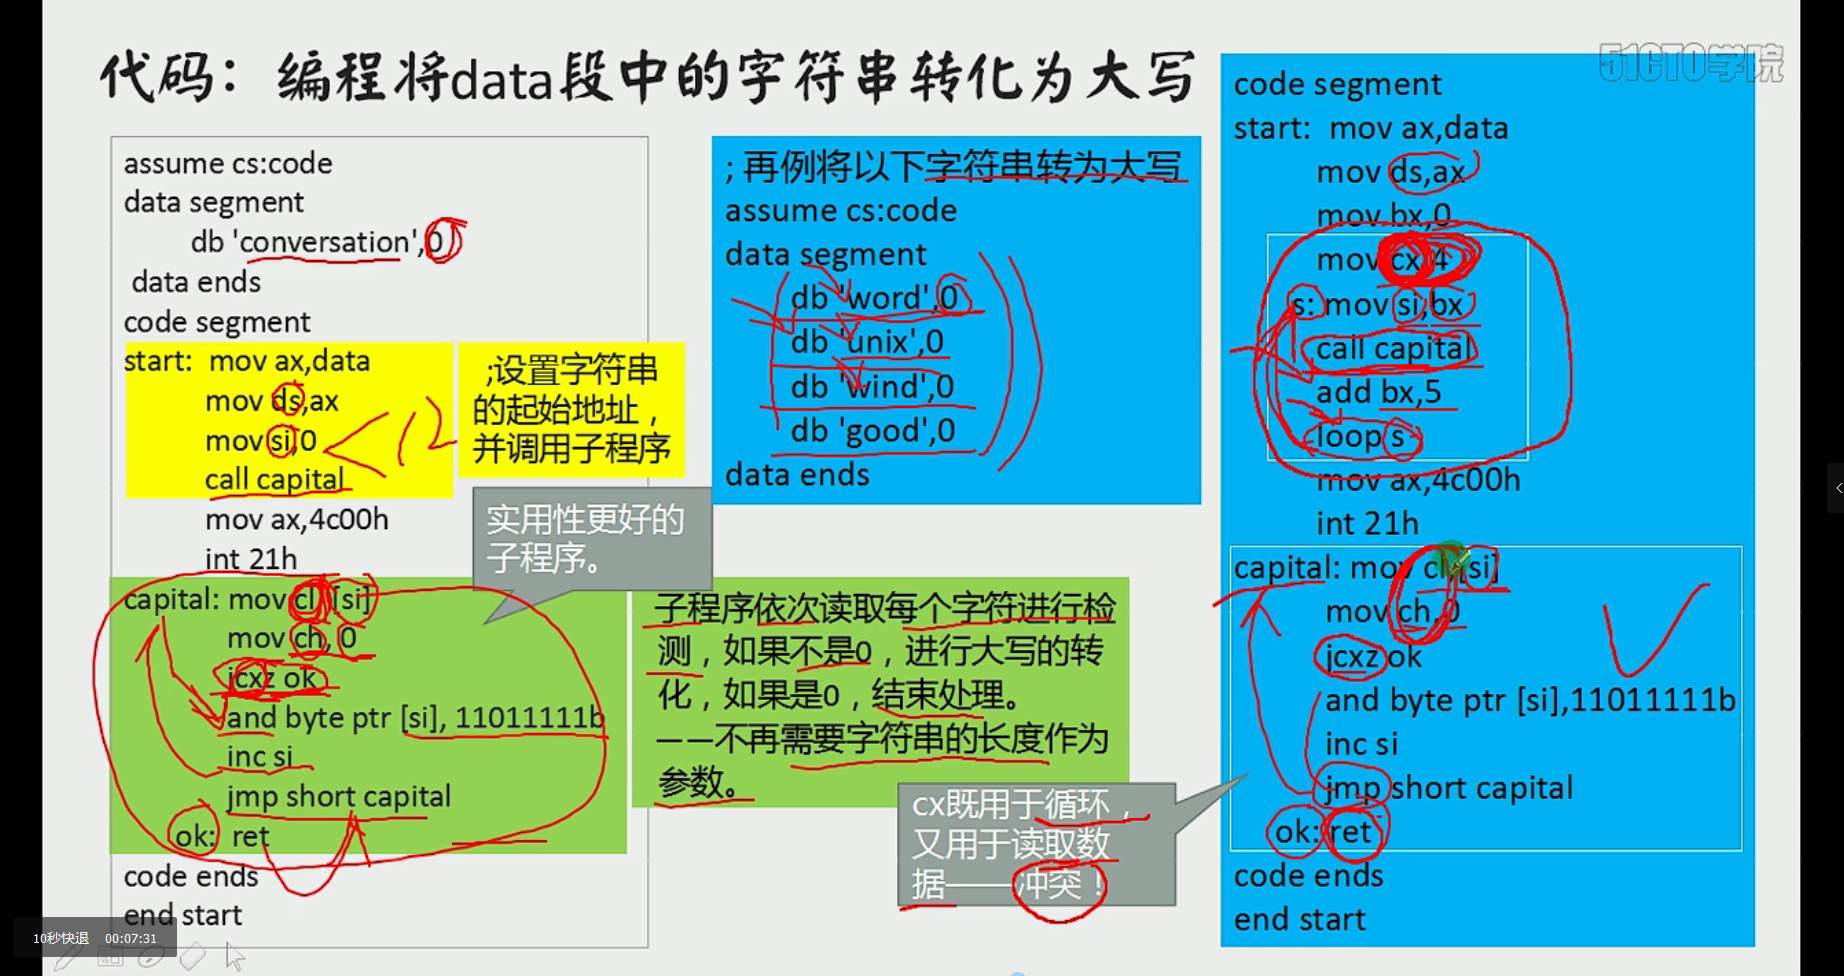 代码：编程将data段中的字符串转化为大写
51CTO学院
assume cs:code
data segment
db 'conversation',0
data ends
code segment
start: mov ax,data
mov ds,ax
mov si,0
call capital
mov ax,4c00h
int 21h
capital: mov cl, [si]
mov ch, 0
jcxz ok
and byte ptr [si], 11011111b
inc si
jmp short capital
ok: ret
code ends
end start
;设置字符串
的起始地址，
并调用子程序
12
实用性更好的
子程序。
子程序依次读取每个字符进行检
测，如果不是0，进行大写的转
化，如果是0，结束处理。
——不再需要字符串的长度作为
参数。
; 再例将以下字符串转为大写
assume cs:code
data segment
db 'word',0
db 'unix',0
db 'wind',0
db 'good',0
data ends
cx既用于循环，
又用于读取数
据——冲突！
code segment
start: mov ax,data
mov ds,ax
mov bx,0
mov cx,4
s: mov si,bx
call capital
add bx,5
loop s
mov ax,4c00h
int 21h
capital: mov cl,[si]
mov ch,0
jcxz ok
and byte ptr [si],11011111b
inc si
jmp short capital
ok: ret
code ends
end start
10秒快退 00:07:31